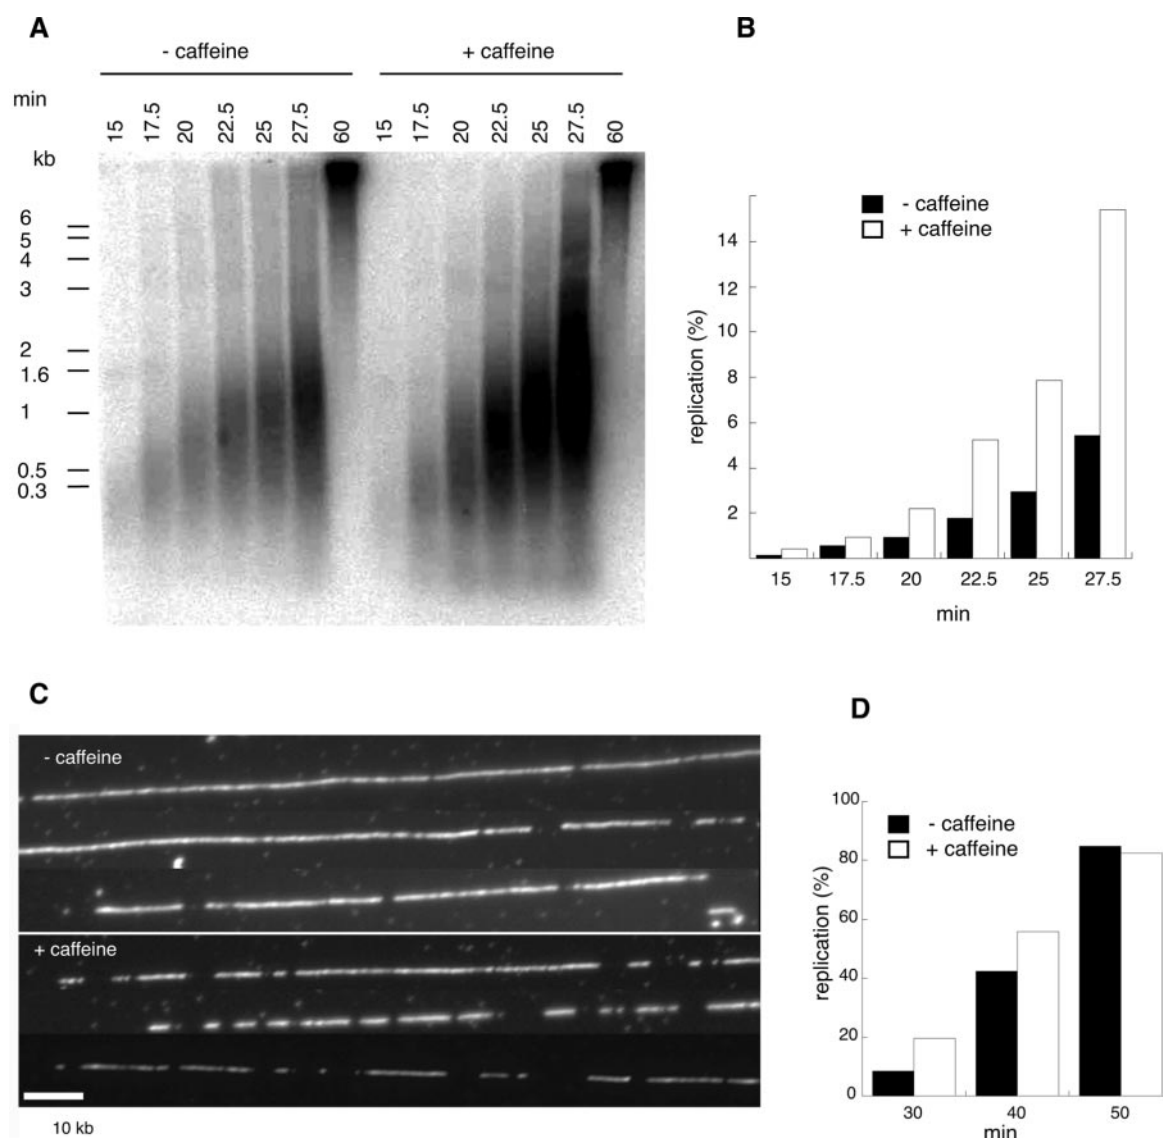 A
- caffeine + caffeine
min
15 17.5 20 22.5 25 27.5 60 15 17.5 20 22.5 25 27.5 60
kb
6
5
4
3
2
1.6
1
0.5
0.3
B
- caffeine
+ caffeine
replication (%)
14
12
10
8
6
4
2
15 17.5 20 22.5 25 27.5
min
C
- caffeine
+ caffeine
10 kb
D
- caffeine
+ caffeine
replication (%)
100
80
60
40
20
0
30 40 50
min